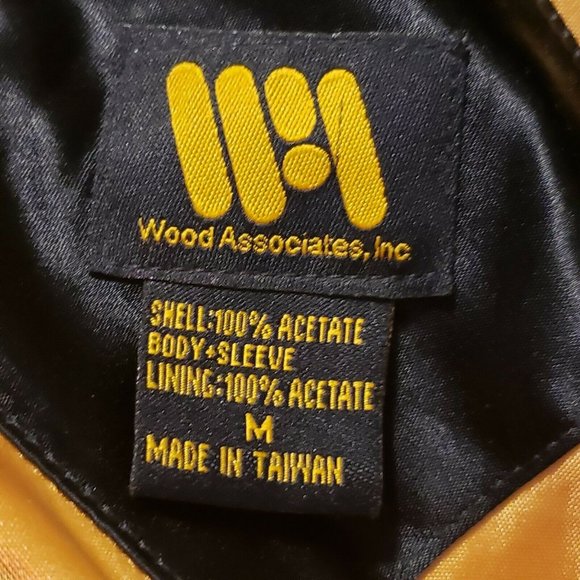 Wood Associates, Inc
SHELL:100% ACETATE
BODY+SLEEVE
LINING:100% ACETATE
M
MADE IN TAIWAN